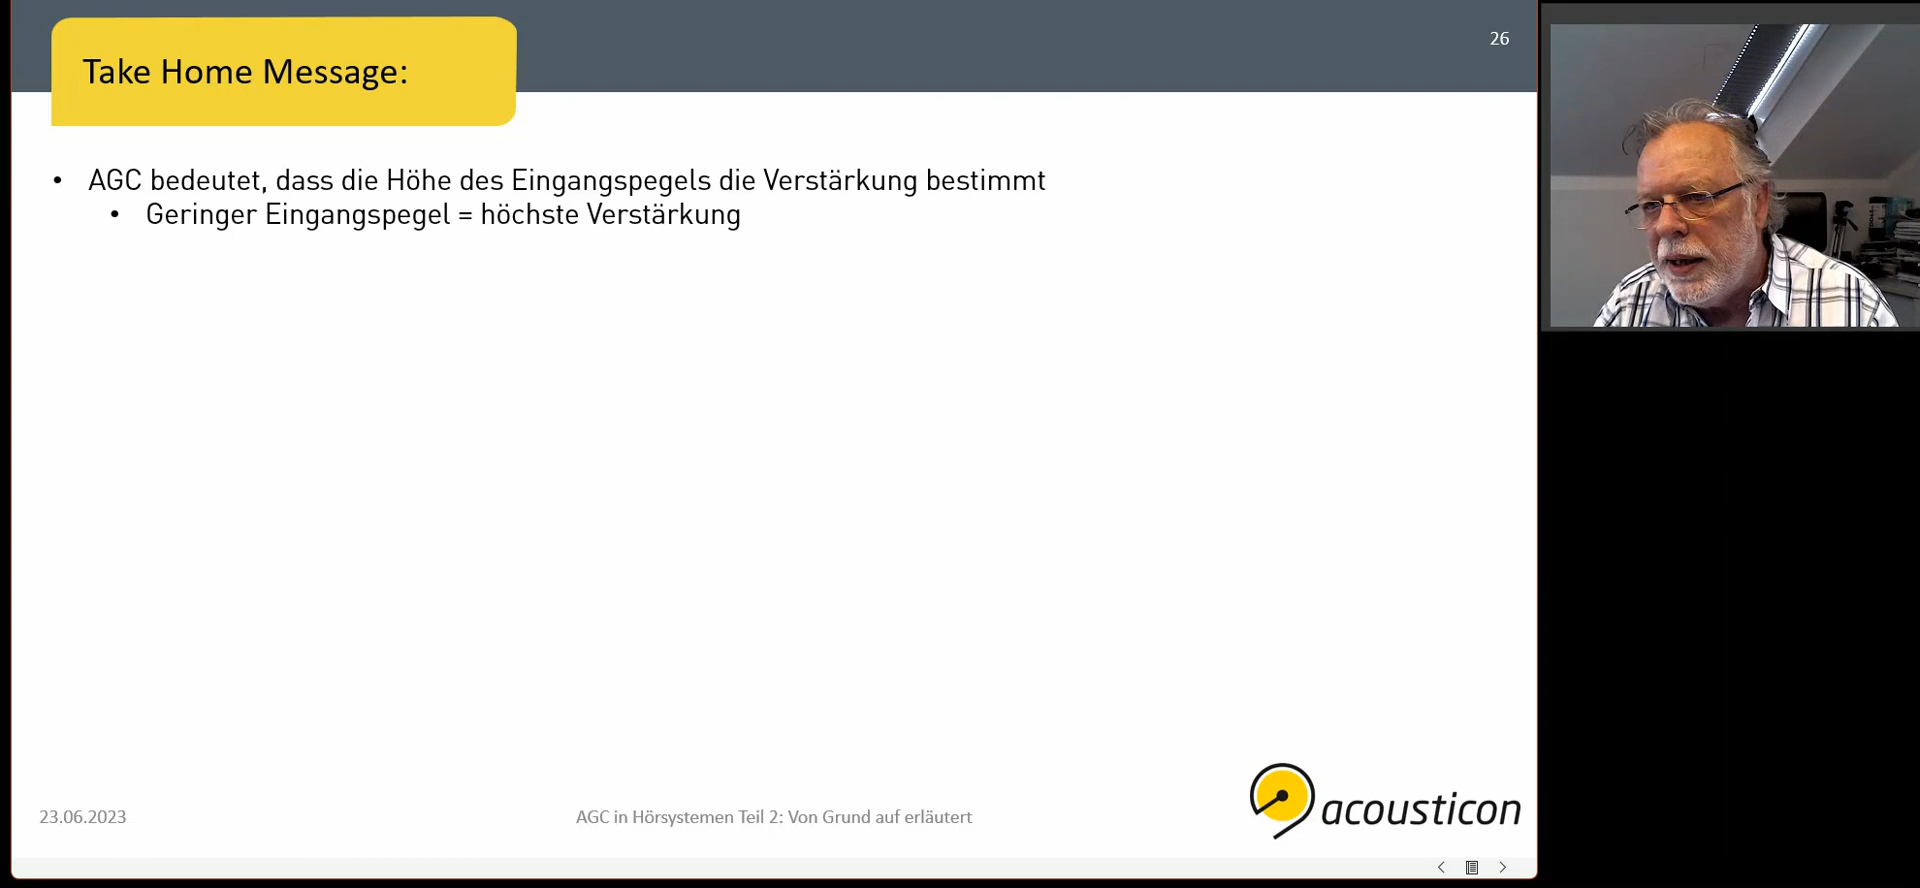 26
Take Home Message:
• AGC bedeutet, dass die Höhe des Eingangspegels die Verstärkung bestimmt
• Geringer Eingangspegel = höchste Verstärkung
23.06.2023
AGC in Hörsystemen Teil 2: Von Grund auf erläutert
acousticon